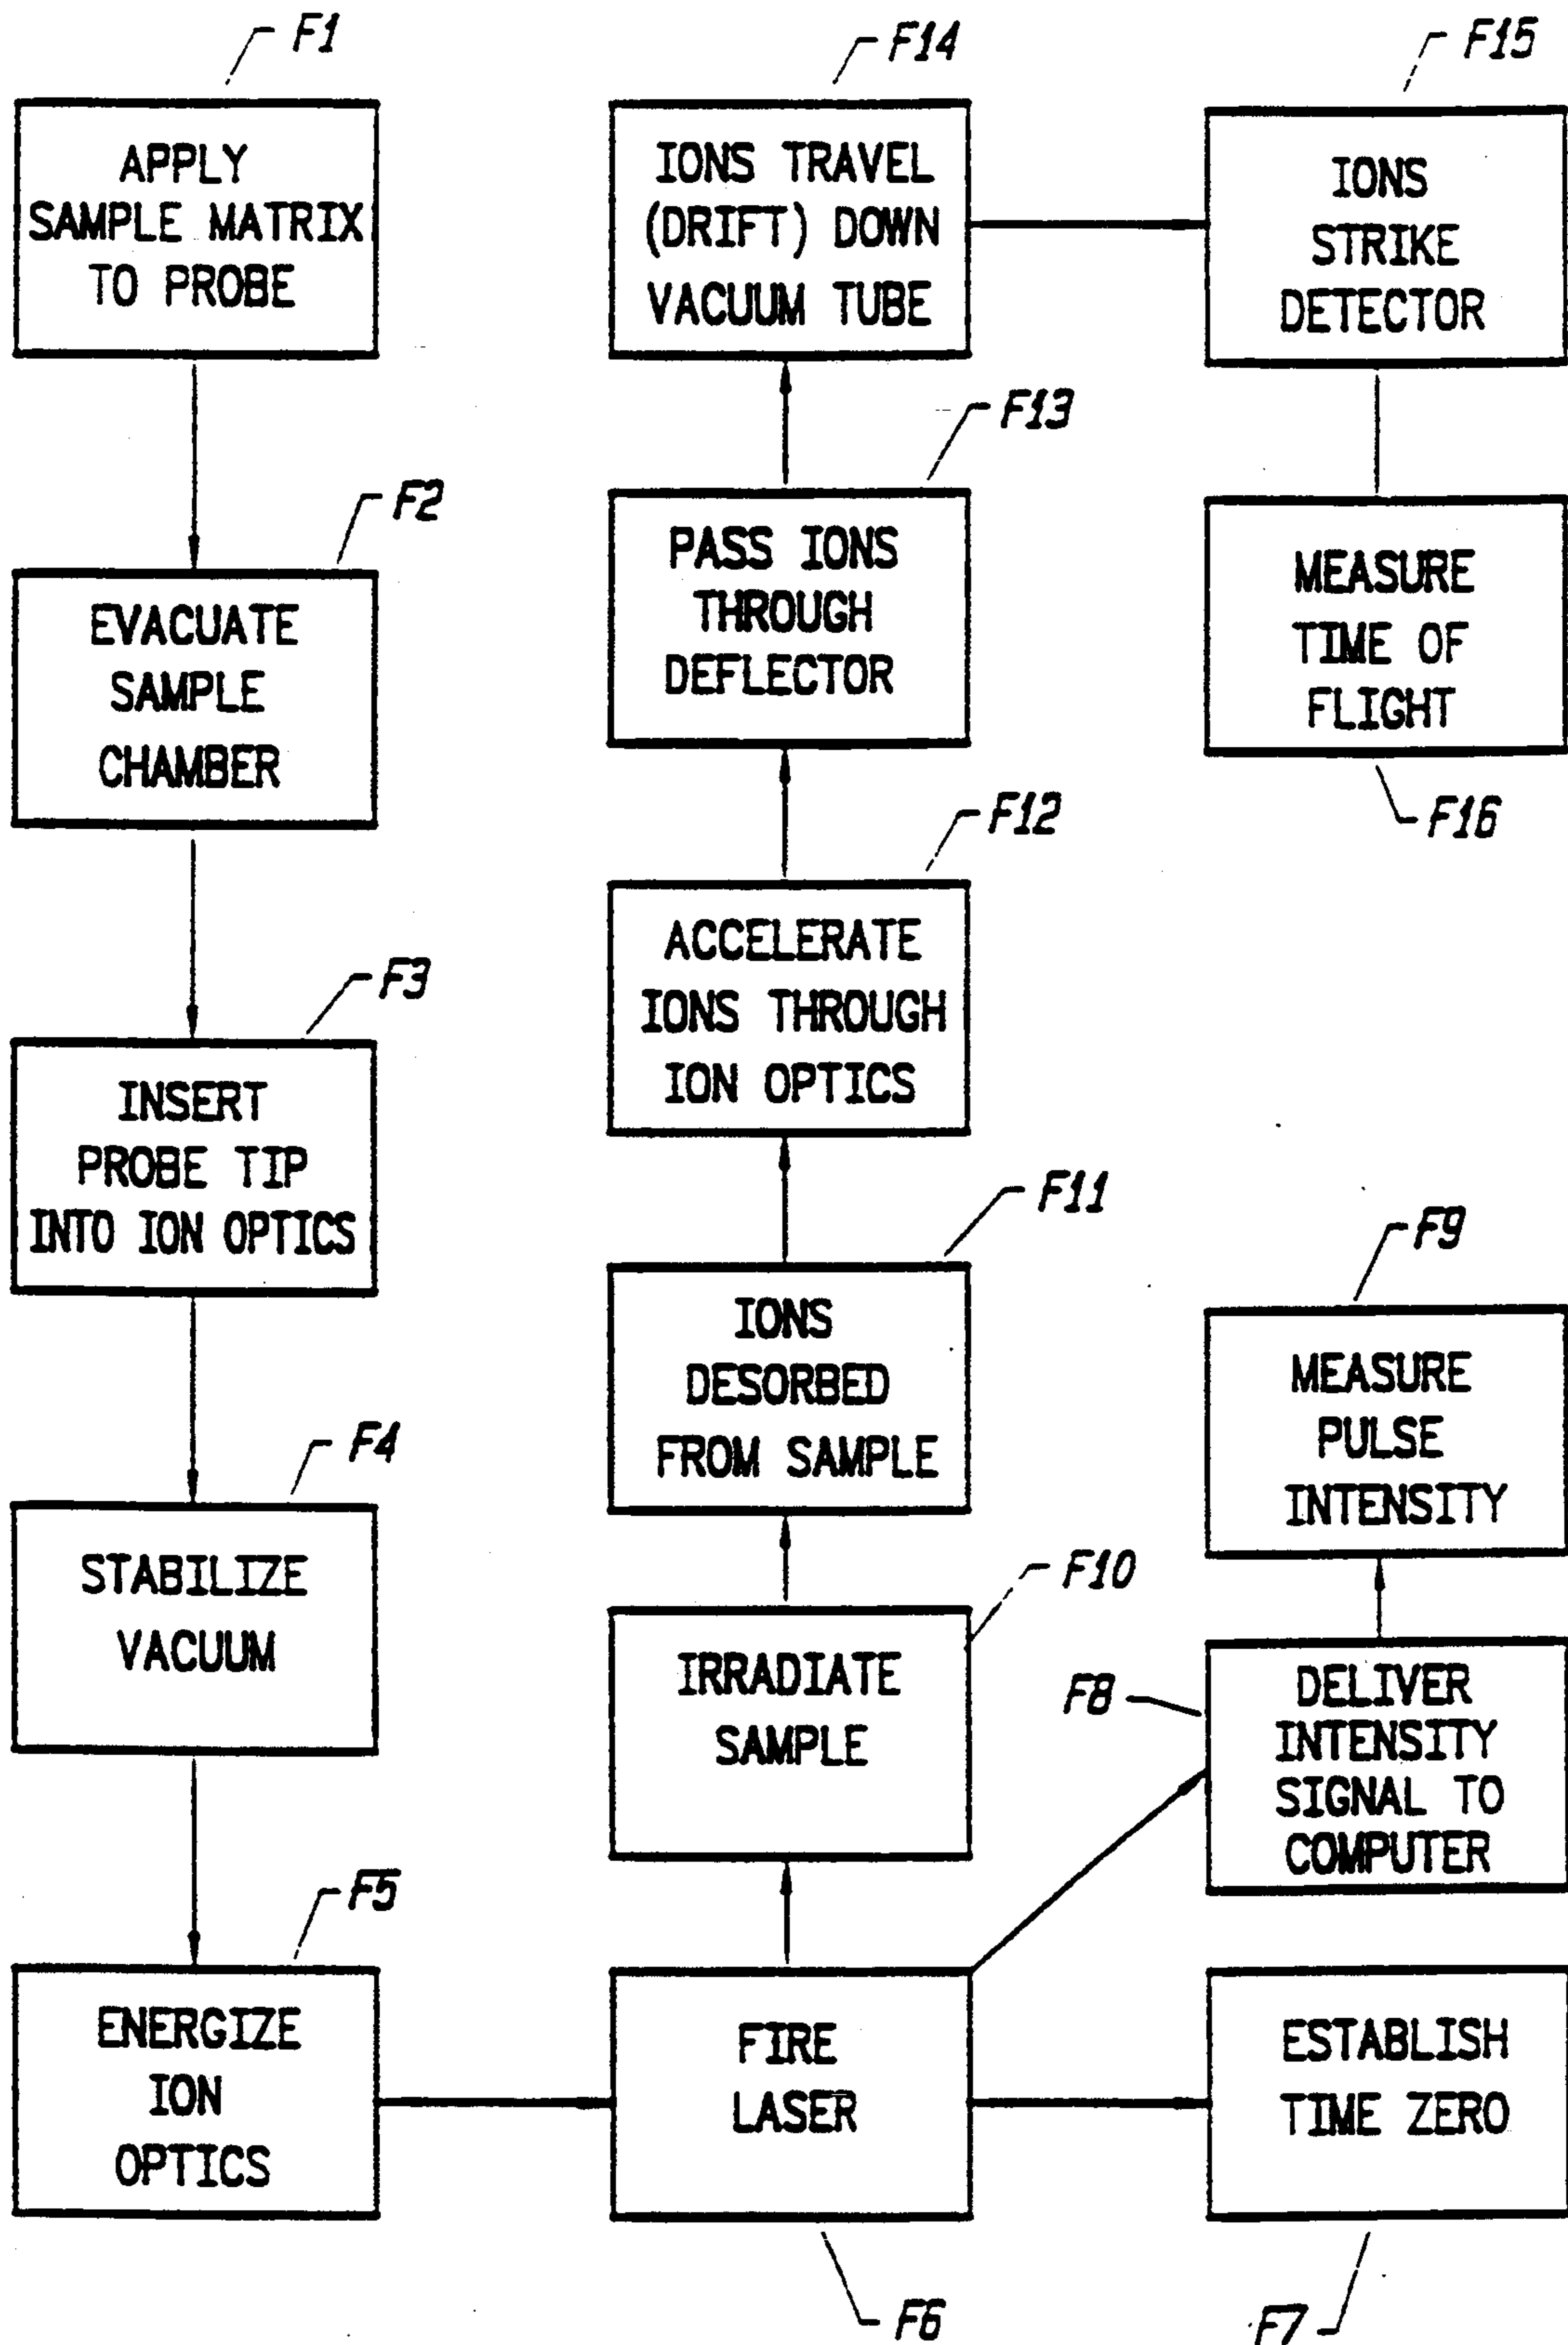 F1
APPLY
SAMPLE MATRIX
TO PROBE
F2
EVACUATE
SAMPLE
CHAMBER
F3
INSERT
PROBE TIP
INTO ION OPTICS
F4
STABILIZE
VACUUM
F5
ENERGIZE
ION
OPTICS
F6
FIRE
LASER
F7
ESTABLISH
TIME ZERO
F8
DELIVER
INTENSITY
SIGNAL TO
COMPUTER
F9
MEASURE
PULSE
INTENSITY
F10
IRRADIATE
SAMPLE
F11
IONS
DESORBED
FROM SAMPLE
F12
ACCELERATE
IONS THROUGH
ION OPTICS
F13
PASS IONS
THROUGH
DEFLECTOR
F14
IONS TRAVEL
(DRIFT) DOWN
VACUUM TUBE
F15
IONS
STRIKE
DETECTOR
F16
MEASURE
TIME OF
FLIGHT